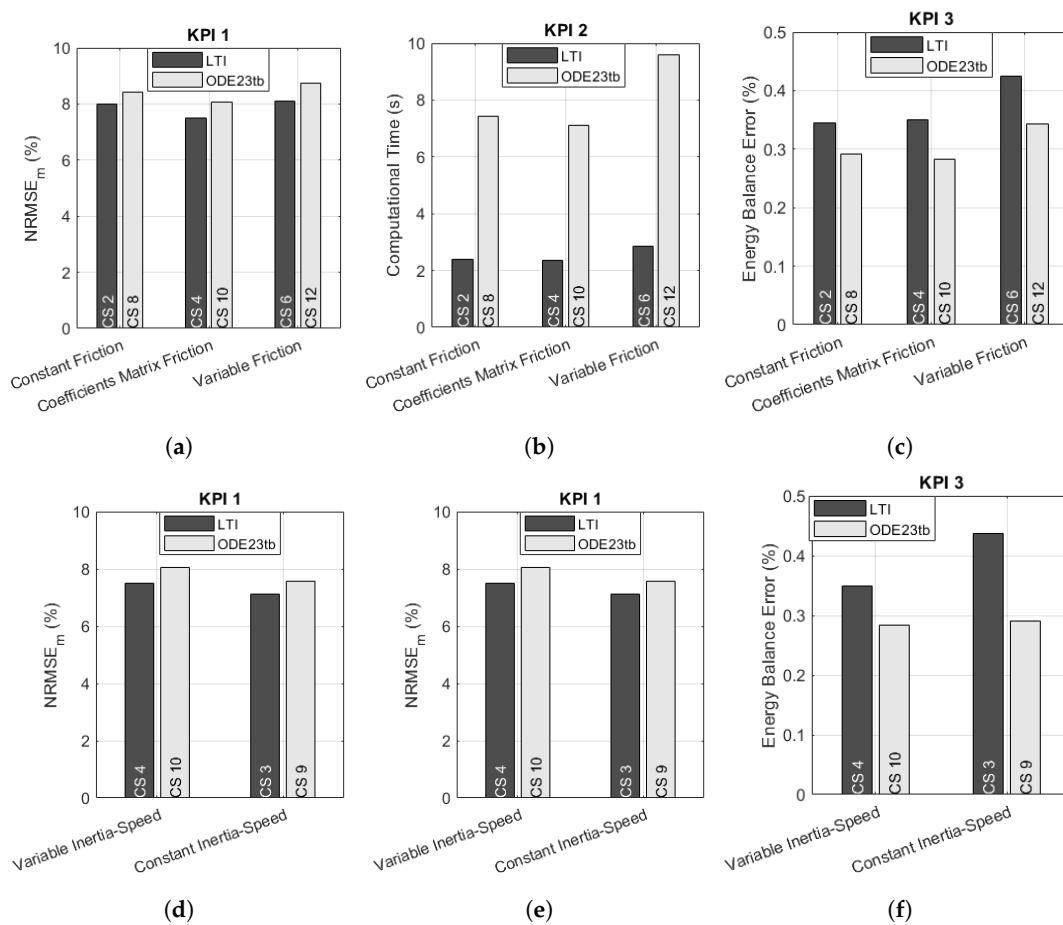 KPI 1
LTI
ODE23tb
NRMSE_m (%)
10
8
6
4
2
0
CS 2
CS 8
CS 4
CS 10
CS 6
CS 12
Constant Friction
Coefficients Matrix Friction
Variable Friction
(a)
KPI 2
LTI
ODE23tb
Computational Time (s)
10
8
6
4
2
0
CS 2
CS 8
CS 4
CS 10
CS 6
CS 12
Constant Friction
Coefficients Matrix Friction
Variable Friction
(b)
KPI 3
LTI
ODE23tb
Energy Balance Error (%)
0.5
0.4
0.3
0.2
0.1
0
CS 2
CS 8
CS 4
CS 10
CS 6
CS 12
Constant Friction
Coefficients Matrix Friction
Variable Friction
(c)
KPI 1
LTI
ODE23tb
NRMSE_m (%)
10
8
6
4
2
0
CS 4
CS 10
CS 3
CS 9
Variable Inertia-Speed
Constant Inertia-Speed
(d)
KPI 1
LTI
ODE23tb
NRMSE_m (%)
10
8
6
4
2
0
CS 4
CS 10
CS 3
CS 9
Variable Inertia-Speed
Constant Inertia-Speed
(e)
KPI 3
LTI
ODE23tb
Energy Balance Error (%)
0.5
0.4
0.3
0.2
0.1
0
CS 4
CS 10
CS 3
CS 9
Variable Inertia-Speed
Constant Inertia-Speed
(f)